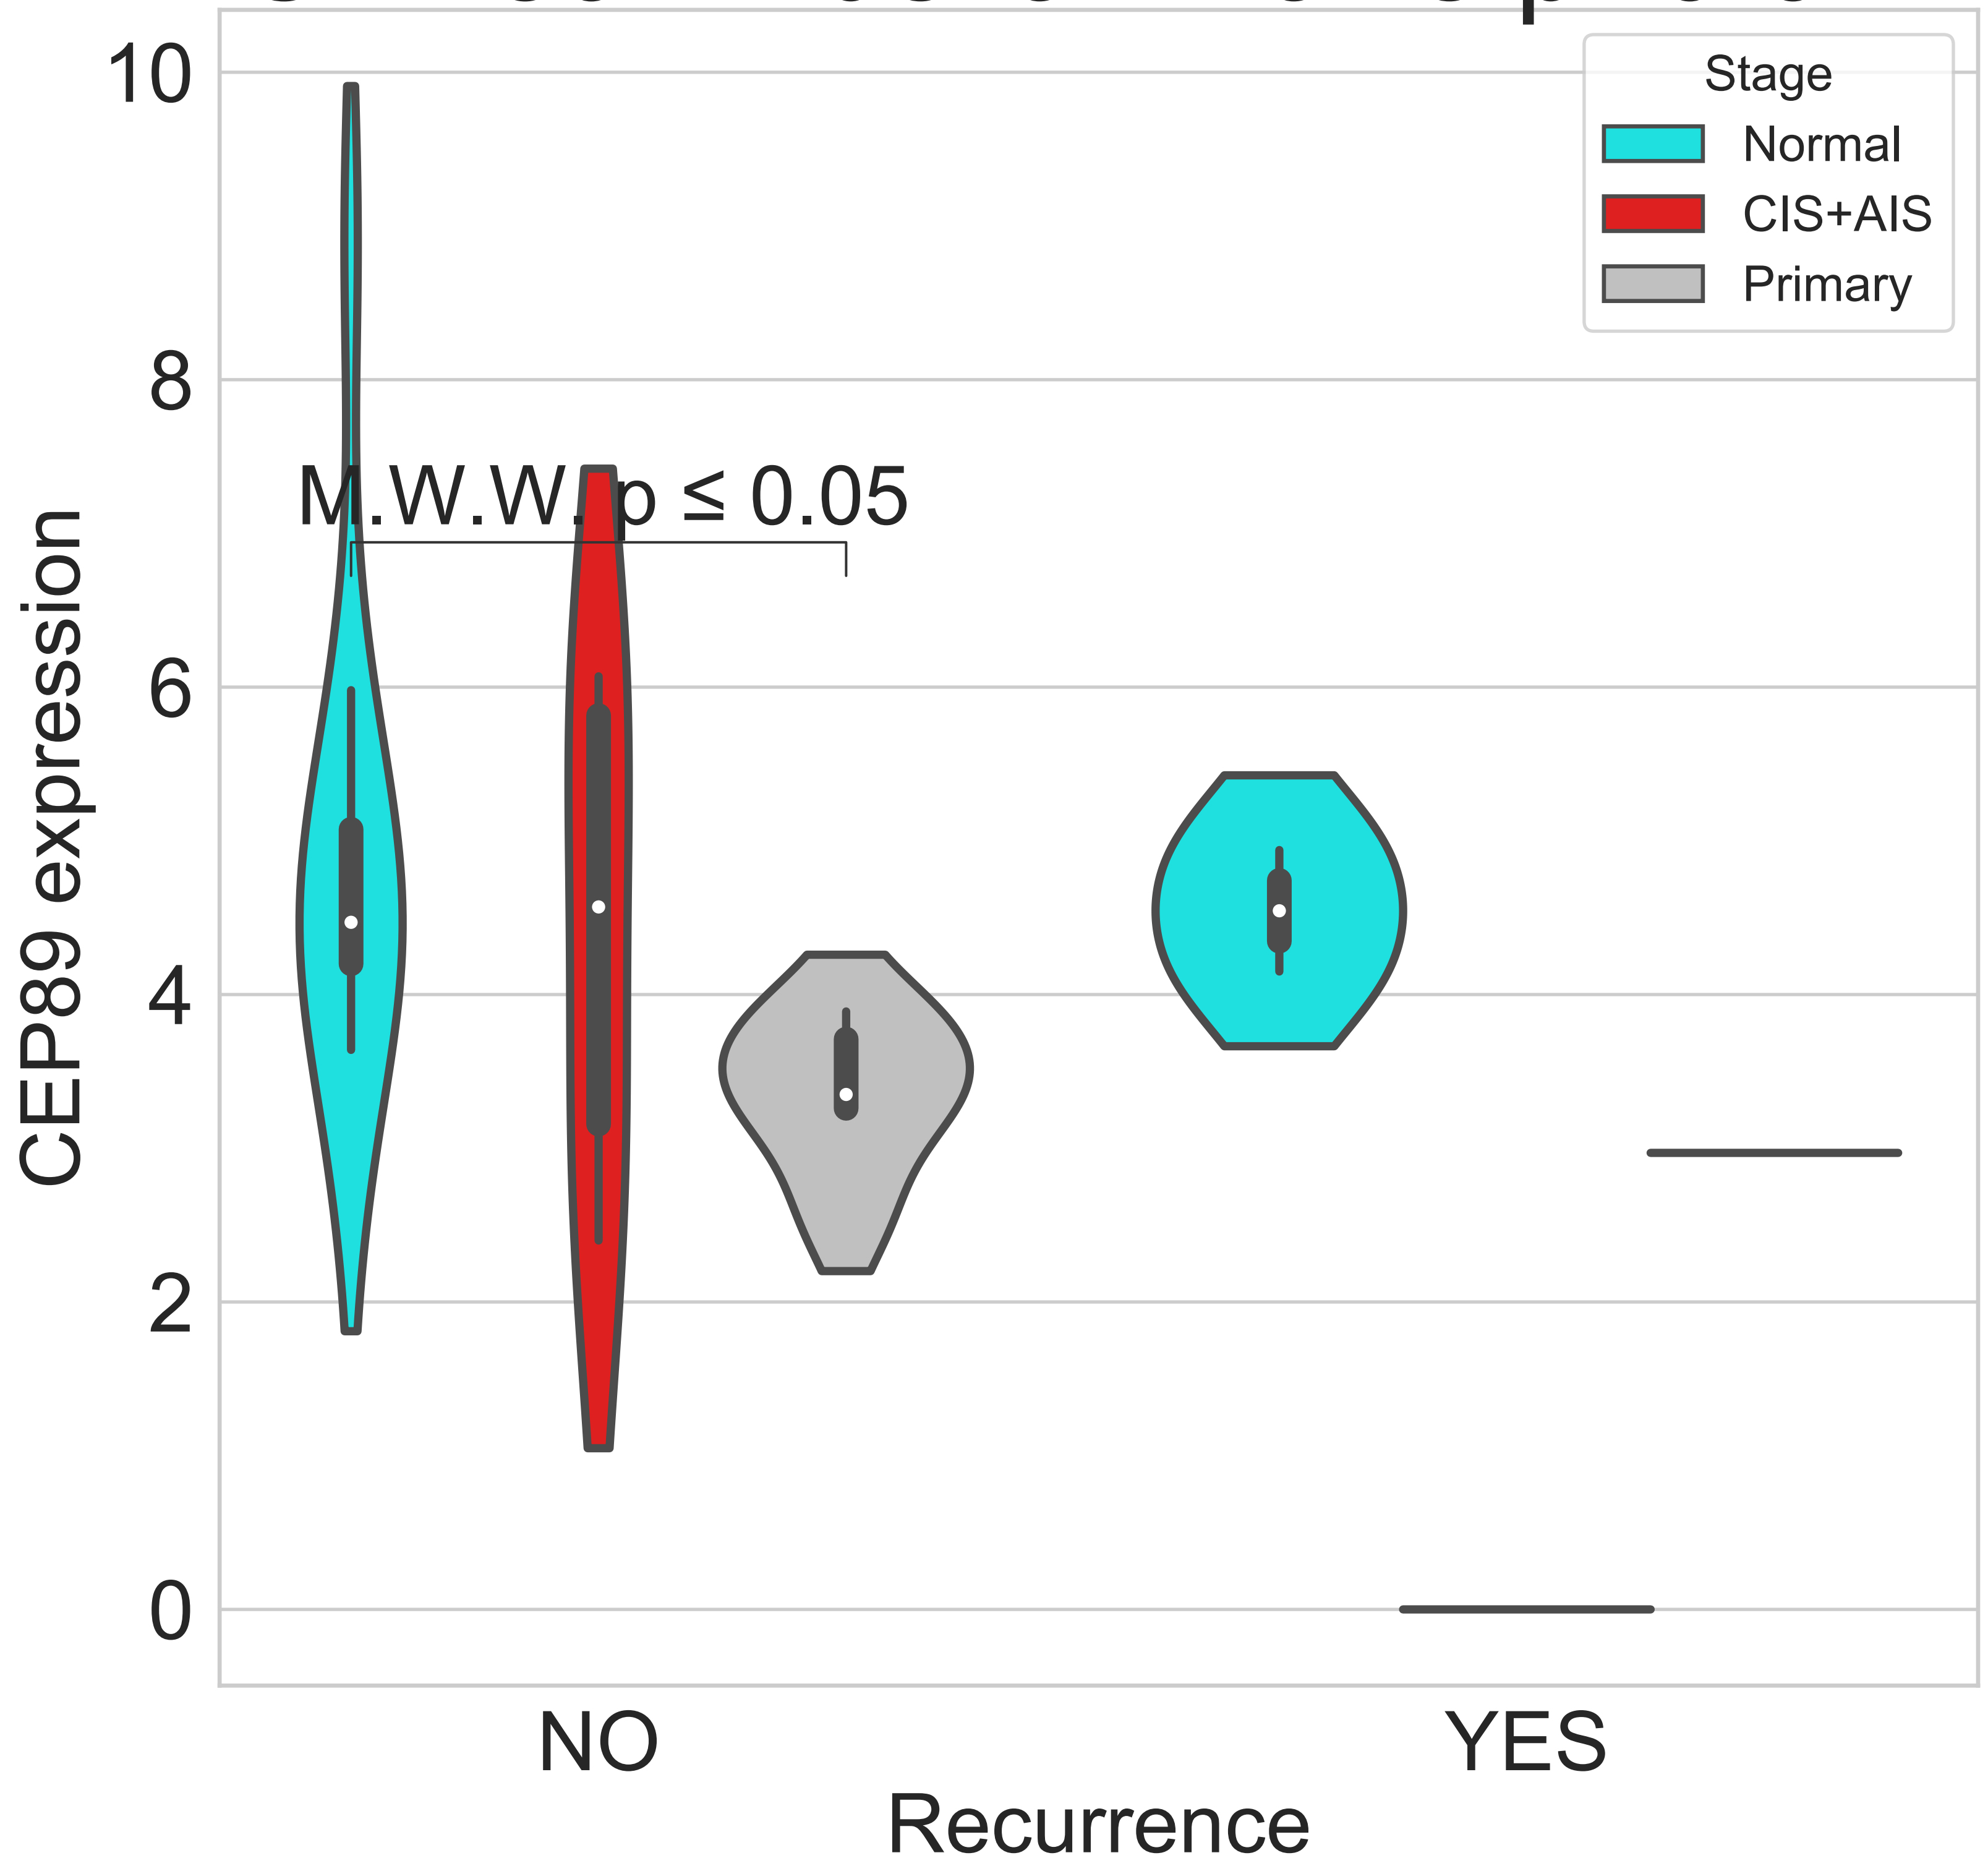 10
Stage
Normal
CIS+AIS
Primary
8
M.W.W. p ≤ 0.05
6
CEP89 expression
4
2
0
NO
YES
Recurrence